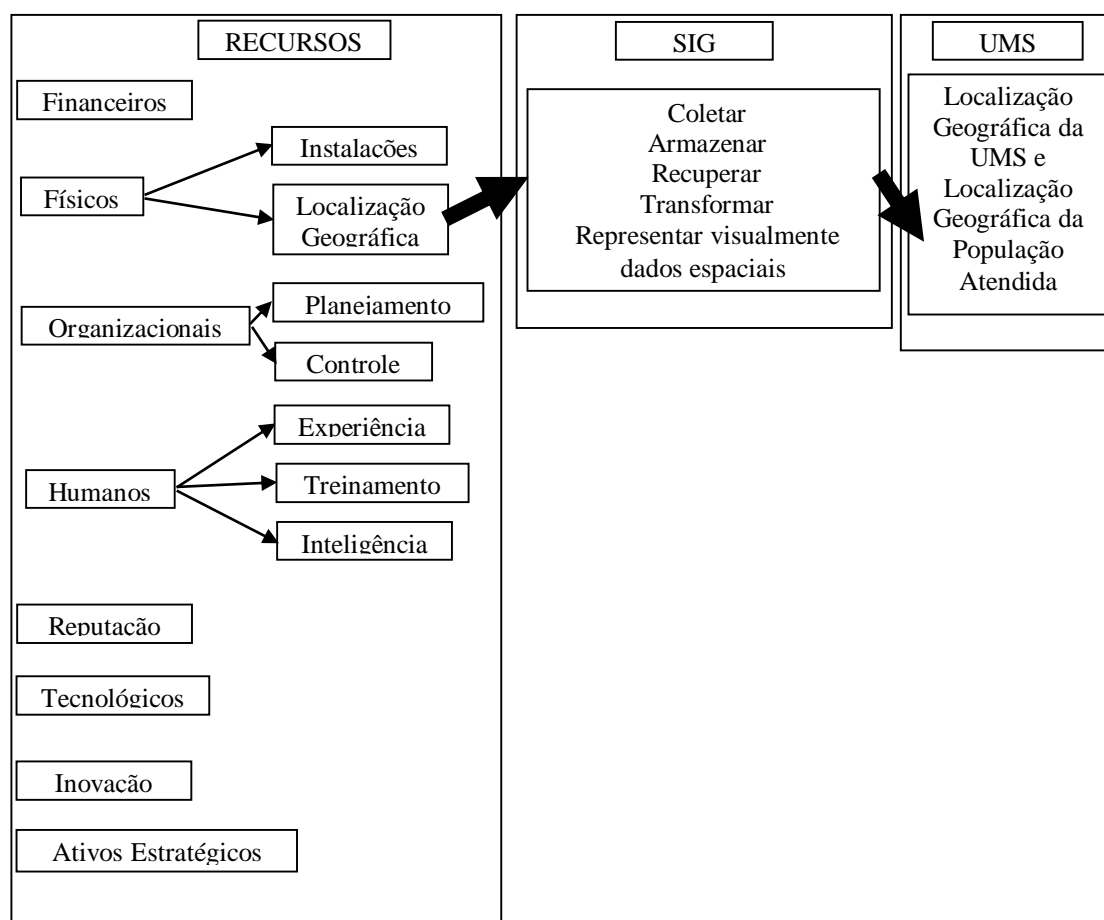 RECURSOS
Financeiros
Físicos
Instalações
Localização
Geográfica
Organizacionais
Planejamento
Controle
Humanos
Experiência
Treinamento
Inteligência
Reputação
Tecnológicos
Inovação
Ativos Estratégicos
SIG
Coletar
Armazenar
Recuperar
Transformar
Representar visualmente
dados espaciais
UMS
Localização
Geográfica da
UMS e
Localização
Geográfica da
População
Atendida